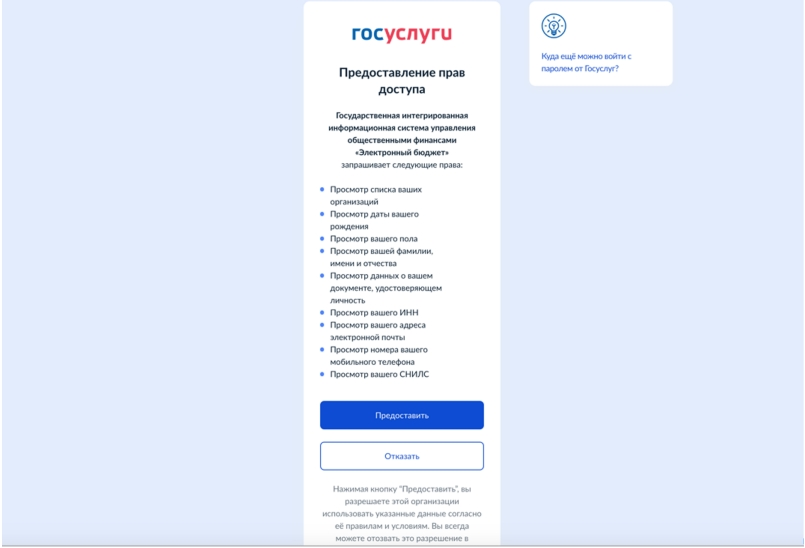 госуслуги
Предоставление прав
доступа
Государственная интегрированная
информационная система управления
общественными финансами
«Электронный бюджет»
запрашивает следующие права:
Просмотр списка ваших
организаций
Просмотр даты вашего
рождения
Просмотр вашего пола
Просмотр вашей фамилии,
имени и отчества
Просмотр данных о вашем
документе, удостоверяющем
личность
Просмотр вашего ИНН
Просмотр вашего адреса
электронной почты
Просмотр номера вашего
мобильного телефона
Просмотр вашего СНИЛС
Предоставить
Отказать
Нажимая кнопку "Предоставить", вы
разрешаете этой организации
использовать указанные данные согласно
её правилам и условиям. Вы всегда
можете отозвать это разрешение в
Куда ещё можно войти с
паролем от Госуслуг?